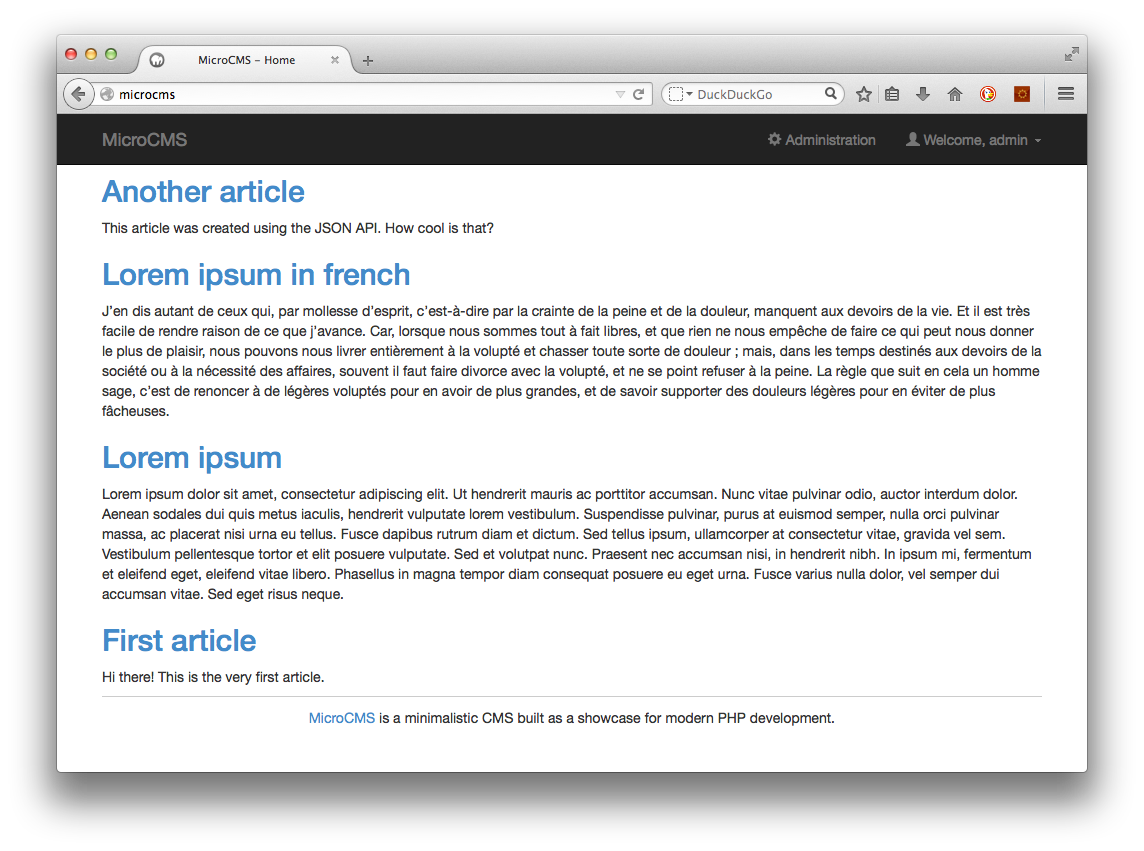 MicroCMS – Home
microcms
DuckDuckGo
MicroCMS
Administration
Welcome, admin
Another article
This article was created using the JSON API. How cool is that?
Lorem ipsum in french
J’en dis autant de ceux qui, par mollesse d’esprit, c’est-à-dire par la crainte de la peine et de la douleur, manquent aux devoirs de la vie. Et il est très
facile de rendre raison de ce que j’avance. Car, lorsque nous sommes tout à fait libres, et que rien ne nous empêche de faire ce qui peut nous donner
le plus de plaisir, nous pouvons nous livrer entièrement à la volupté et chasser toute sorte de douleur ; mais, dans les temps destinés aux devoirs de la
société ou à la nécessité des affaires, souvent il faut faire divorce avec la volupté, et ne se point refuser à la peine. La règle que suit en cela un homme
sage, c’est de renoncer à de légères voluptés pour en avoir de plus grandes, et de savoir supporter des douleurs légères pour en éviter de plus
fâcheuses.
Lorem ipsum
Lorem ipsum dolor sit amet, consectetur adipiscing elit. Ut hendrerit mauris ac porttitor accumsan. Nunc vitae pulvinar odio, auctor interdum dolor.
Aenean sodales dui quis metus iaculis, hendrerit vulputate lorem vestibulum. Suspendisse pulvinar, purus at euismod semper, nulla orci pulvinar
massa, ac placerat nisi urna eu tellus. Fusce dapibus rutrum diam et dictum. Sed tellus ipsum, ullamcorper at consectetur vitae, gravida vel sem.
Vestibulum pellentesque tortor et elit posuere vulputate. Sed et volutpat nunc. Praesent nec accumsan nisi, in hendrerit nibh. In ipsum mi, fermentum
et eleifend eget, eleifend vitae libero. Phasellus in magna tempor diam consequat posuere eu eget urna. Fusce varius nulla dolor, vel semper dui
accumsan vitae. Sed eget risus neque.
First article
Hi there! This is the very first article.
MicroCMS is a minimalistic CMS built as a showcase for modern PHP development.